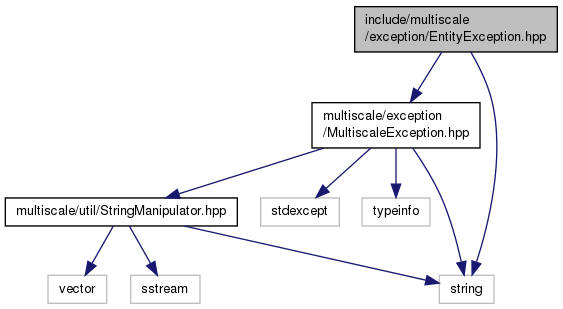 include/multiscale
/exception/EntityException.hpp
multiscale/exception
/MultiscaleException.hpp
multiscale/util/StringManipulator.hpp
stdexcept
typeinfo
vector
sstream
string